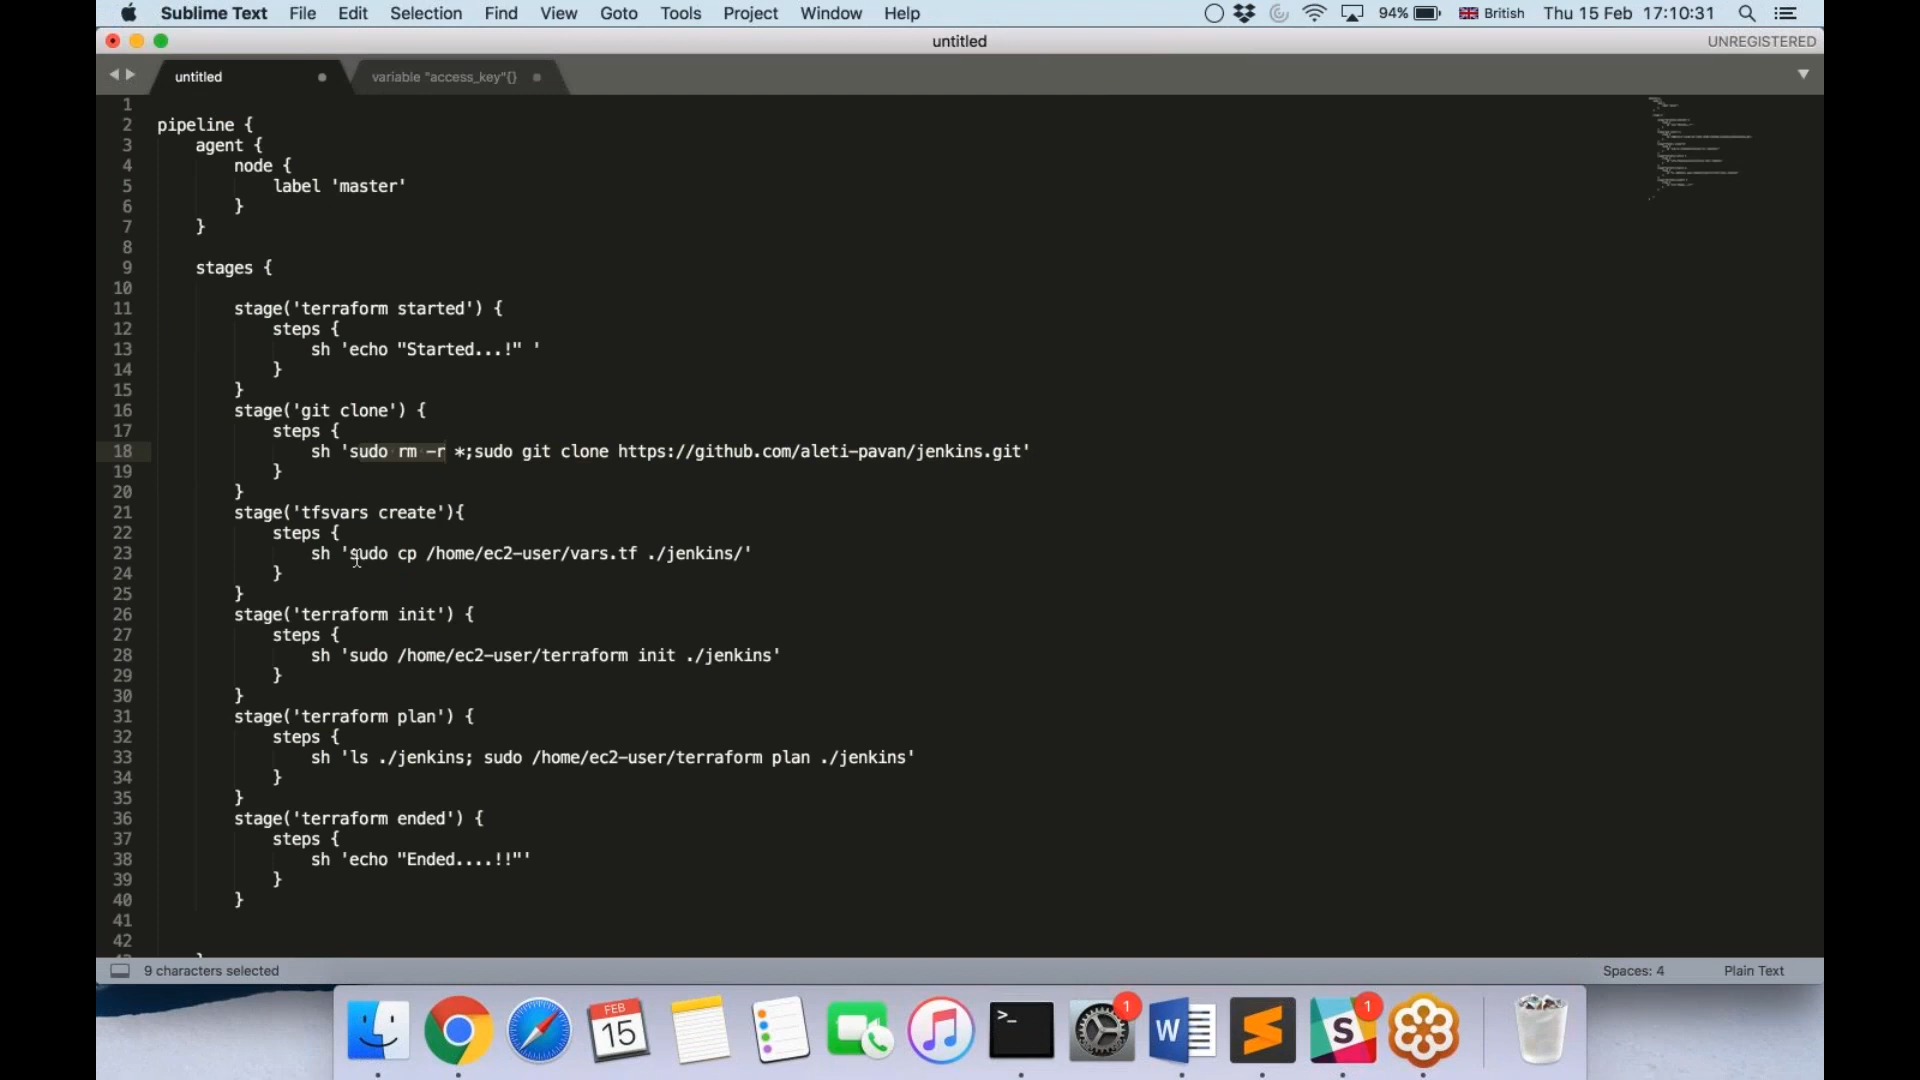 Sublime Text File Edit Selection Find View Goto Tools Project Window Help 94% British Thu 15 Feb 17:10:31
untitled UNREGISTERED
untitled variable "access_key"{}
1
2 pipeline {
3 agent {
4 node {
5 label 'master'
6 }
7 }
8
9 stages {
10
11 stage('terraform started') {
12 steps {
13 sh 'echo "Started...!" '
14 }
15 }
16 stage('git clone') {
17 steps {
18 sh 'sudo rm -r *;sudo git clone https://github.com/aleti-pavan/jenkins.git'
19 }
20 }
21 stage('tfsvars create'){
22 steps {
23 sh 'sudo cp /home/ec2-user/vars.tf ./jenkins/'
24 }
25 }
26 stage('terraform init') {
27 steps {
28 sh 'sudo /home/ec2-user/terraform init ./jenkins'
29 }
30 }
31 stage('terraform plan') {
32 steps {
33 sh 'ls ./jenkins; sudo /home/ec2-user/terraform plan ./jenkins'
34 }
35 }
36 stage('terraform ended') {
37 steps {
38 sh 'echo "Ended....!!"'
39 }
40 }
41
42
9 characters selected Spaces: 4 Plain Text
FEB
15
>_
1
W
S
1